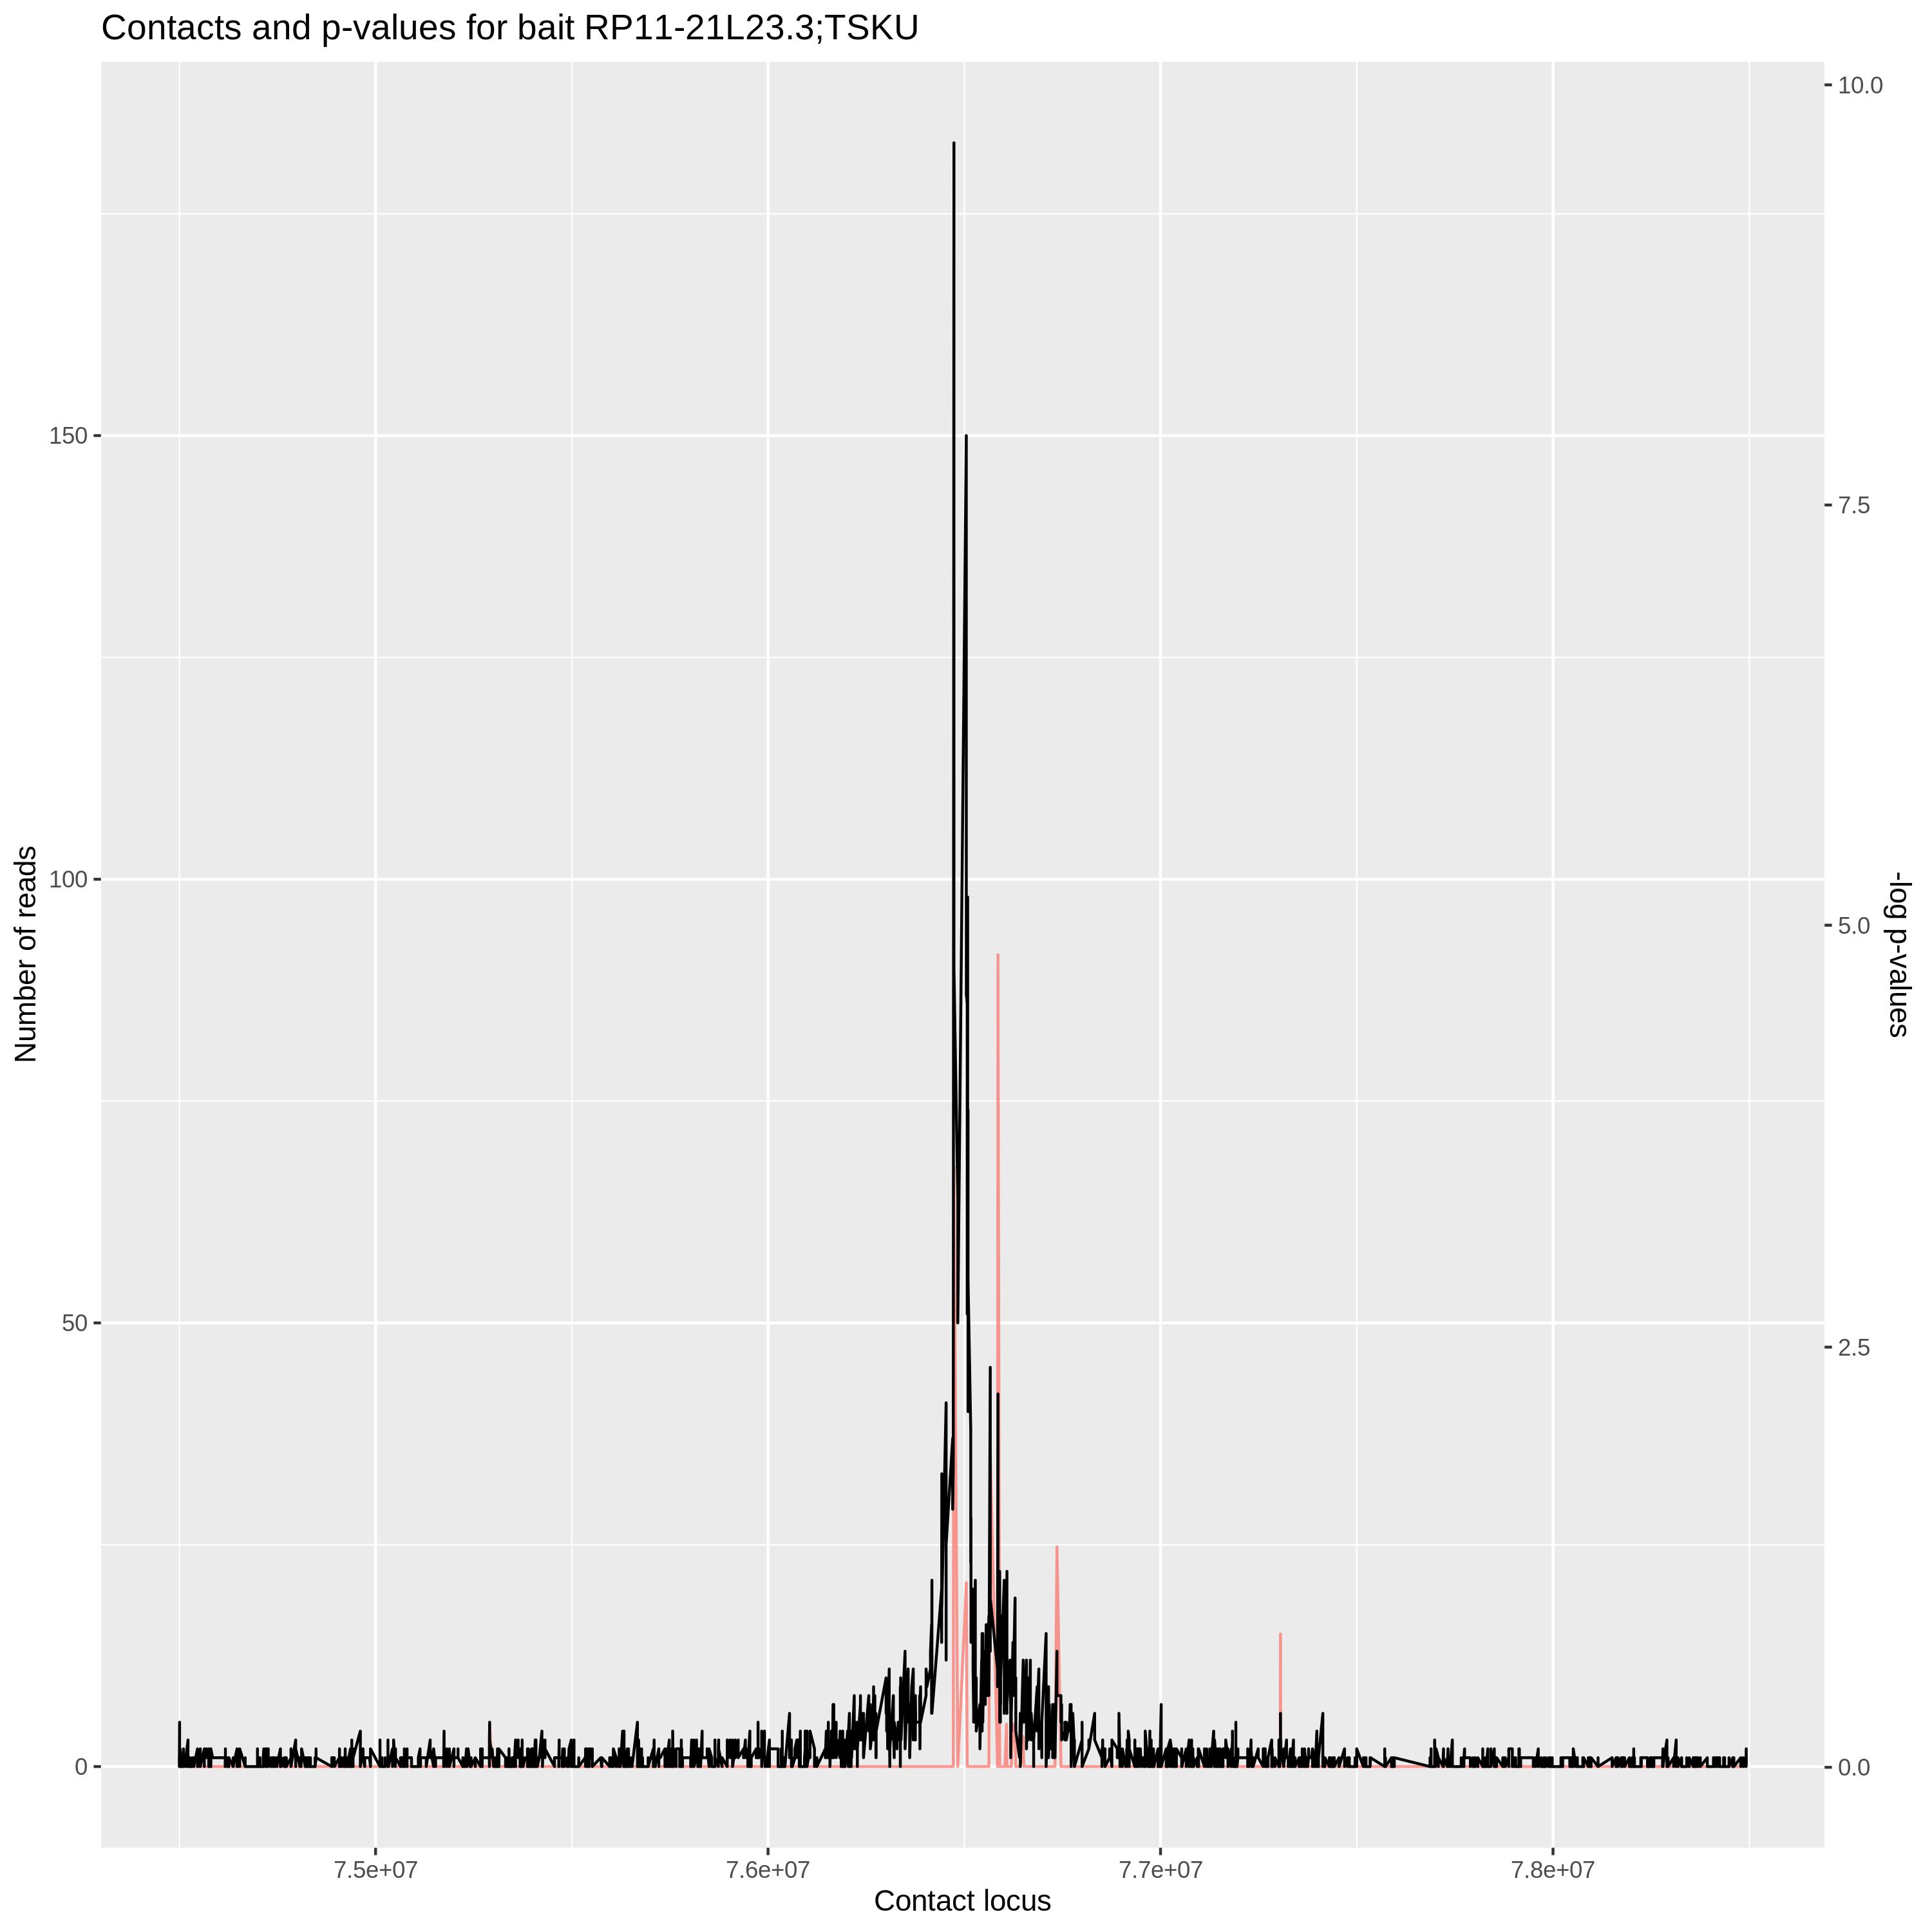 Contacts and p-values for bait RP11-21L23.3;TSKU
10.0
150
7.5
100
5.0
Number of reads
-log p-values
50
2.5
0
0.0
7.5e+07 7.6e+07 7.7e+07 7.8e+07
Contact locus